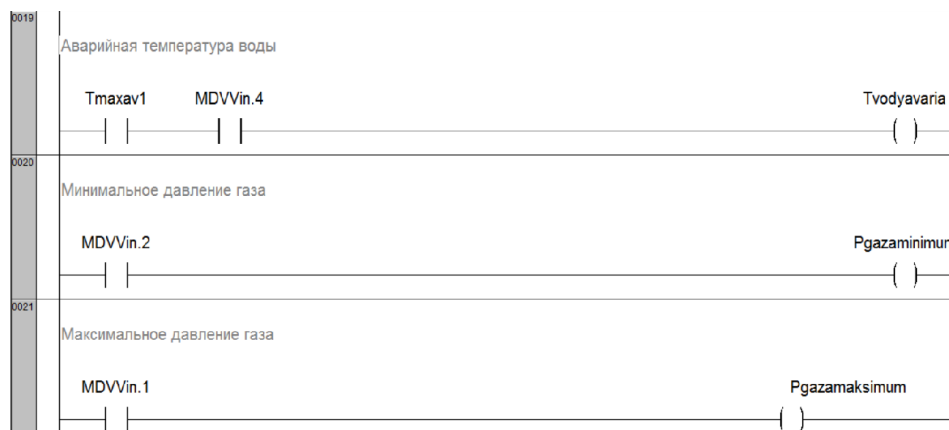 0019
Аварийная температура воды
Tmaxav1 MDVVin.4 Tvodyavaria
0020
Минимальное давление газа
MDVVin.2 Pgazaminimum
0021
Максимальное давление газа
MDVVin.1 Pgazamaksimum